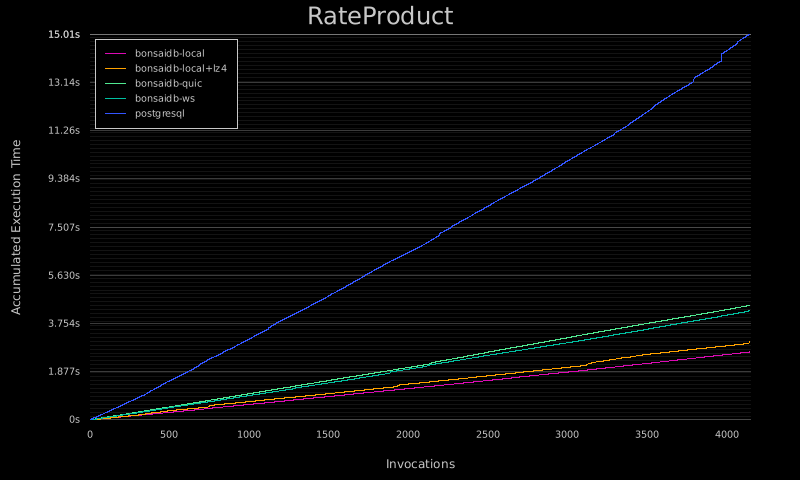 RateProduct
15.01s
13.14s
11.26s
9.384s
7.507s
5.630s
3.754s
1.877s
0s
Accumulated Execution Time
bonsaidb-local
bonsaidb-local+lz4
bonsaidb-quic
bonsaidb-ws
postgresql
0 500 1000 1500 2000 2500 3000 3500 4000
Invocations